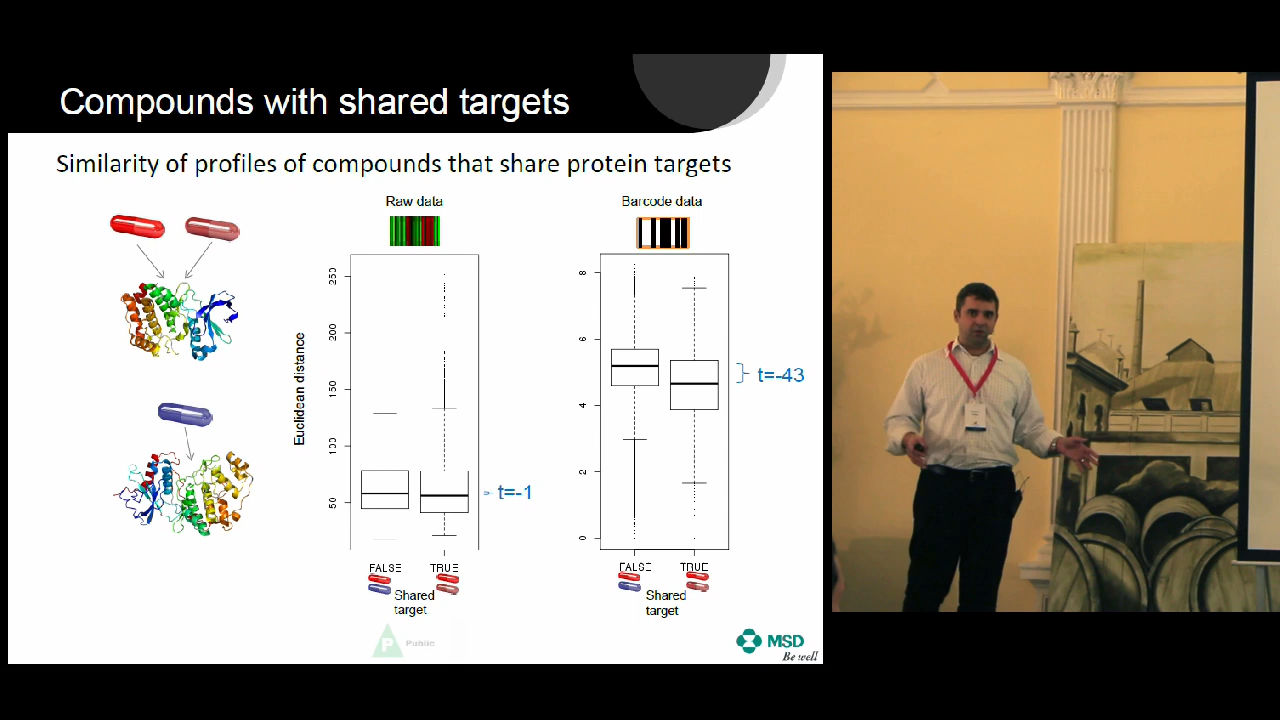 Compounds with shared targets
Similarity of profiles of compounds that share protein targets
Raw data
Barcode data
Euclidean distance
250
200
150
100
50
8
6
4
2
0
t=-1
t=-43
FALSE
TRUE
Shared
target
FALSE
TRUE
Shared
target
P
Public
MSD
Be well